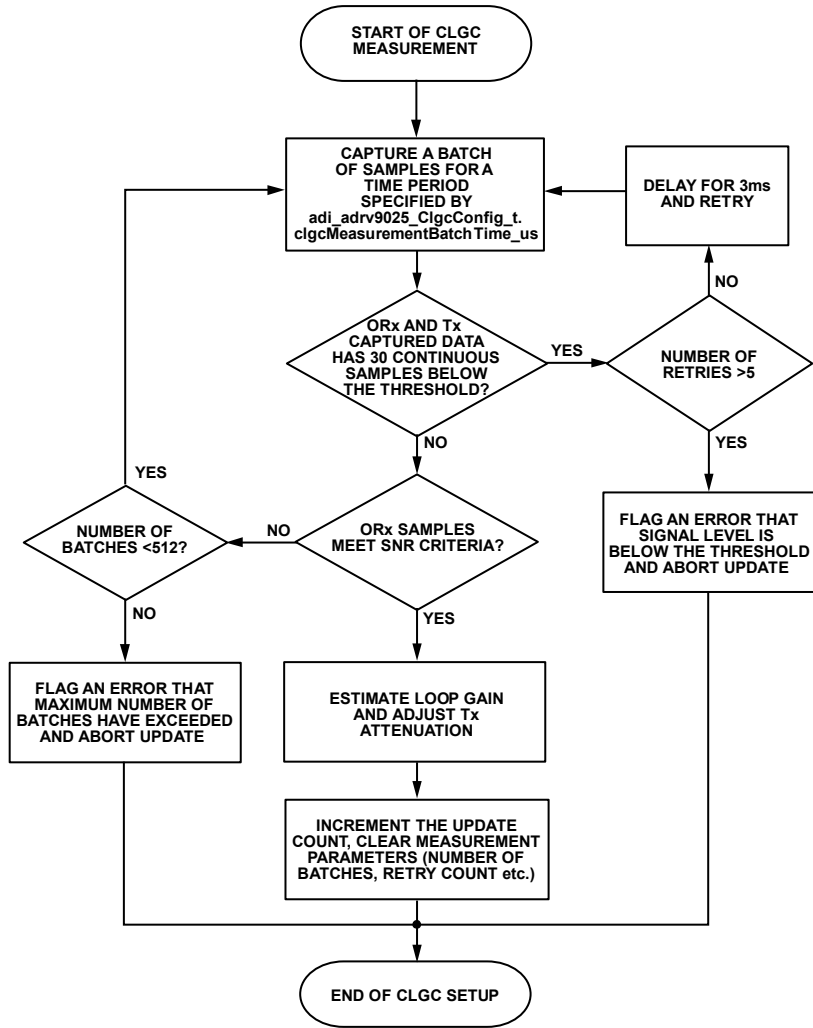 START OF CLGC
MEASUREMENT
CAPTURE A BATCH
OF SAMPLES FOR A
TIME PERIOD
SPECIFIED BY
adi_adrv9025_ClgcConfig_t.
clgcMeasurementBatchTime_us
DELAY FOR 3ms
AND RETRY
NO
ORx AND Tx
CAPTURED DATA
HAS 30 CONTINUOUS
SAMPLES BELOW
THE THRESHOLD?
YES
NUMBER OF
RETRIES >5
NO
YES
YES
NUMBER OF
BATCHES <512?
NO
ORx SAMPLES
MEET SNR CRITERIA?
FLAG AN ERROR THAT
SIGNAL LEVEL IS
BELOW THE THRESHOLD
AND ABORT UPDATE
NO
YES
FLAG AN ERROR THAT
MAXIMUM NUMBER OF
BATCHES HAVE EXCEEDED
AND ABORT UPDATE
ESTIMATE LOOP GAIN
AND ADJUST Tx
ATTENUATION
INCREMENT THE UPDATE
COUNT, CLEAR MEASUREMENT
PARAMETERS (NUMBER OF
BATCHES, RETRY COUNT etc.)
END OF CLGC SETUP